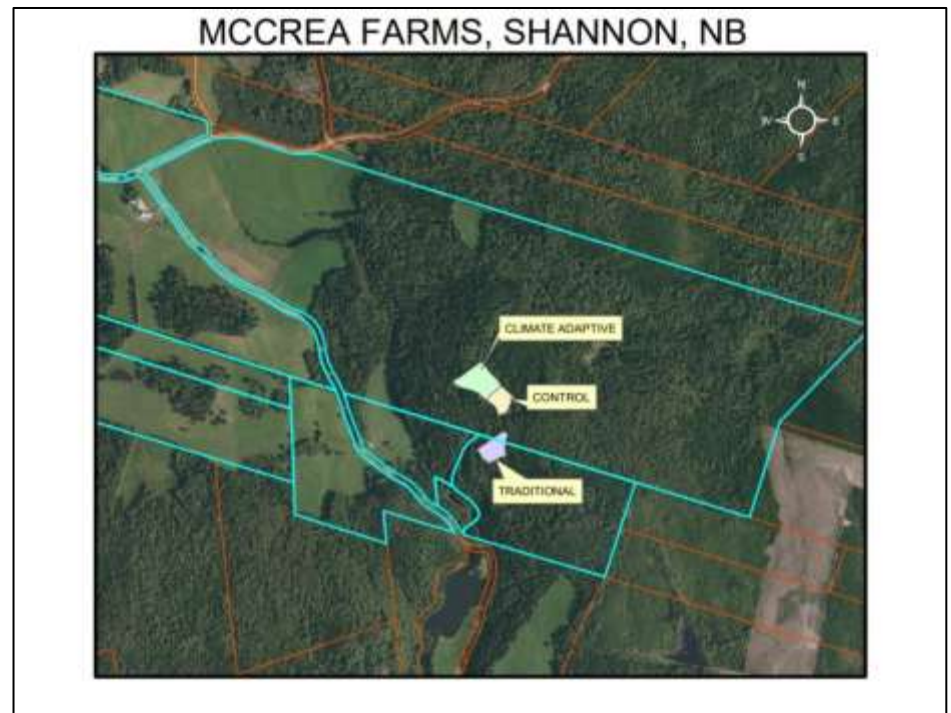 MCCREA FARMS, SHANNON, NB
N
W E
S
CLIMATE ADAPTIVE
CONTROL
TRADITIONAL